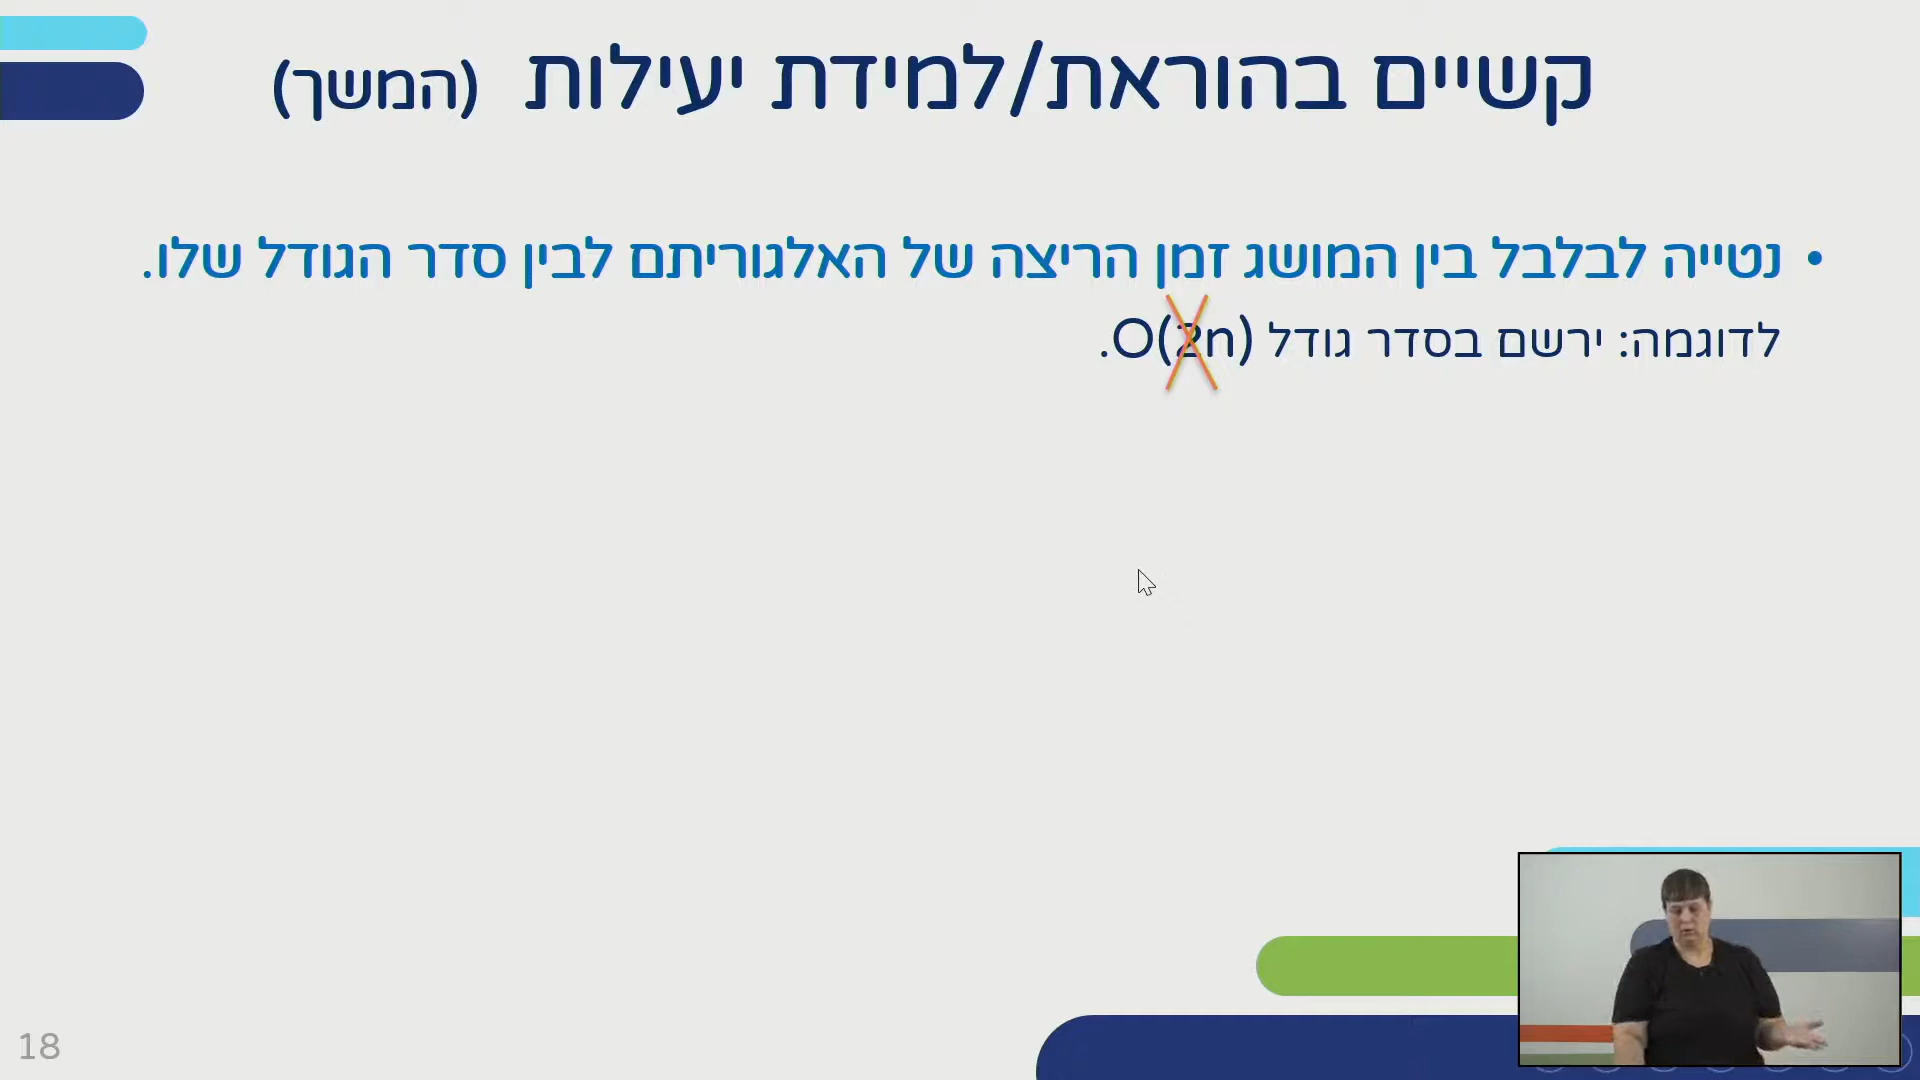 קשיים בהוראת/למידת יעילות (המשך)
• נטייה לבלבל בין המושג זמן הריצה של האלגוריתם לבין סדר הגודל שלו.
לדוגמה: ירשם בסדר גודל O(2n).
18